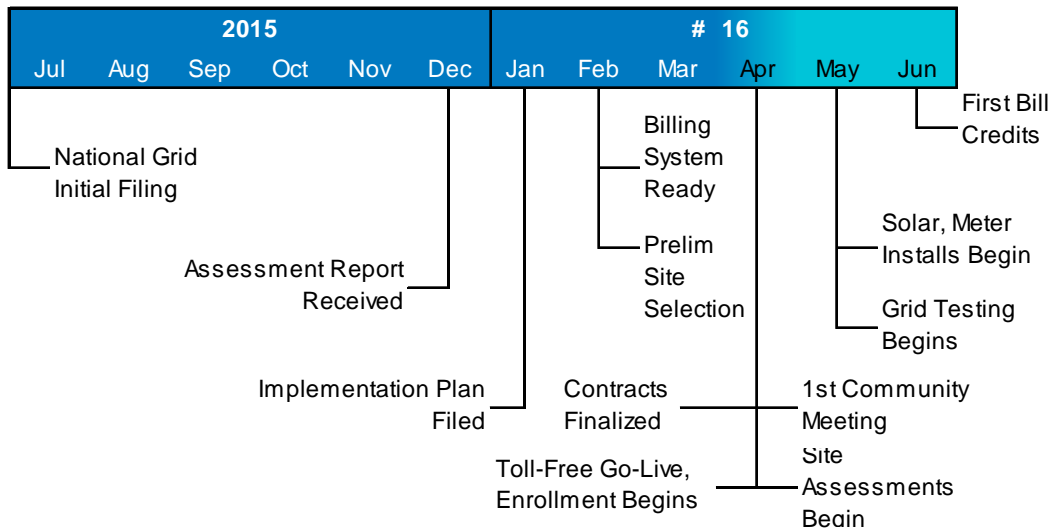 2015
# 16
Jul Aug Sep Oct Nov Dec Jan Feb Mar Apr May Jun
First Bill
Credits
Billing
System
Ready
National Grid
Initial Filing
Solar, Meter
Installs Begin
Prelim
Site
Selection
Assessment Report
Received
Grid Testing
Begins
Implementation Plan
Filed
Contracts
Finalized
1st Community
Meeting
Toll-Free Go-Live,
Enrollment Begins
Site
Assessments
Begin